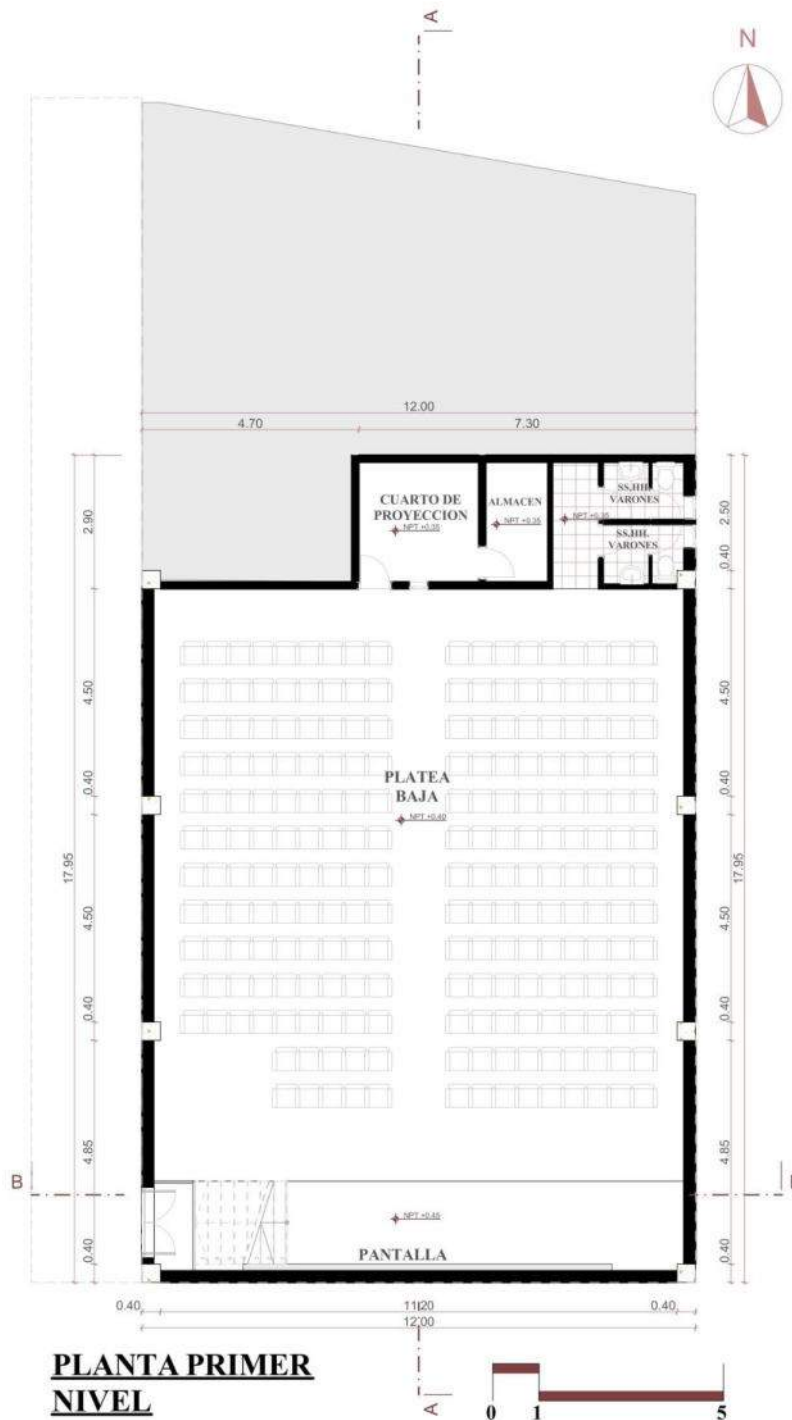 A
N
12.00
4.70
7.30
CUARTO DE
PROYECCION
NPT +0.35
ALMACEN
NPT +0.35
NPT +0.35
SS.HH.
VARONES
SS.HH.
VARONES
2.90
2.50
0.40
4.50
4.50
0.40
0.40
PLATEA
BAJA
NPT +0.40
17.95
17.95
4.50
4.50
0.40
0.40
4.85
4.85
B
NPT +0.45
PANTALLA
0.40
0.40
0.40
11.20
0.40
12.00
PLANTA PRIMER
NIVEL
A
0 1 5